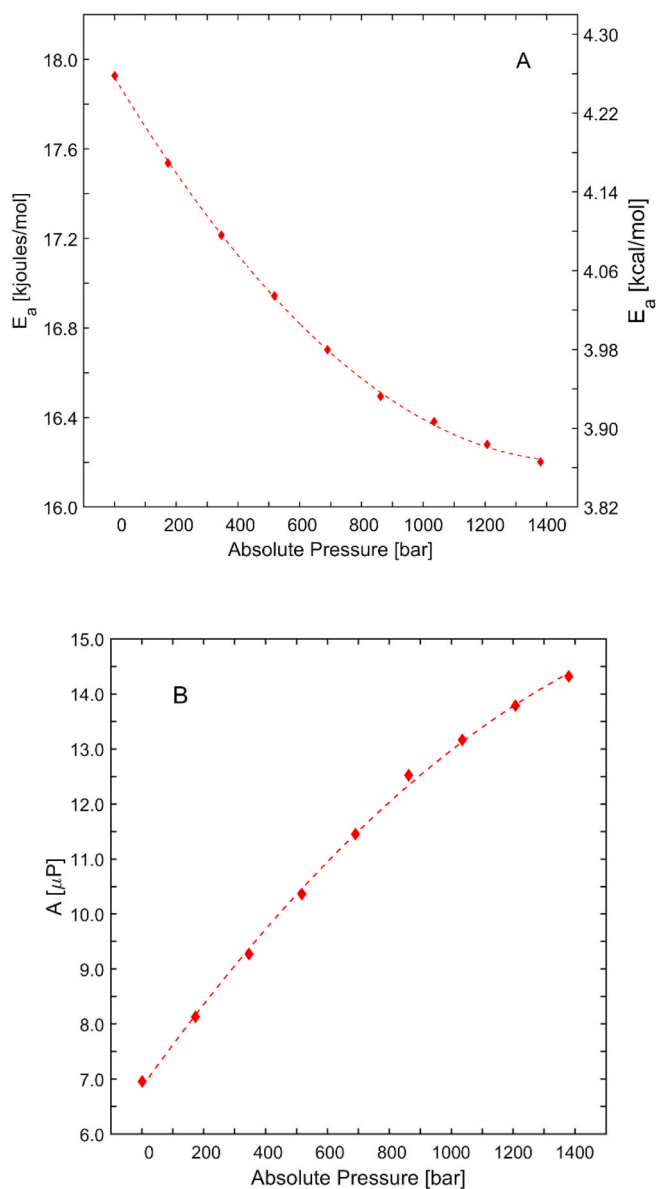 A
18.0
17.6
17.2
16.8
16.4
16.0
E_a [kjoules/mol]
4.30
4.22
4.14
4.06
3.98
3.90
3.82
E_a [kcal/mol]
0 200 400 600 800 1000 1200 1400
Absolute Pressure [bar]
B
15.0
14.0
13.0
12.0
11.0
10.0
9.0
8.0
7.0
6.0
A [μP]
0 200 400 600 800 1000 1200 1400
Absolute Pressure [bar]